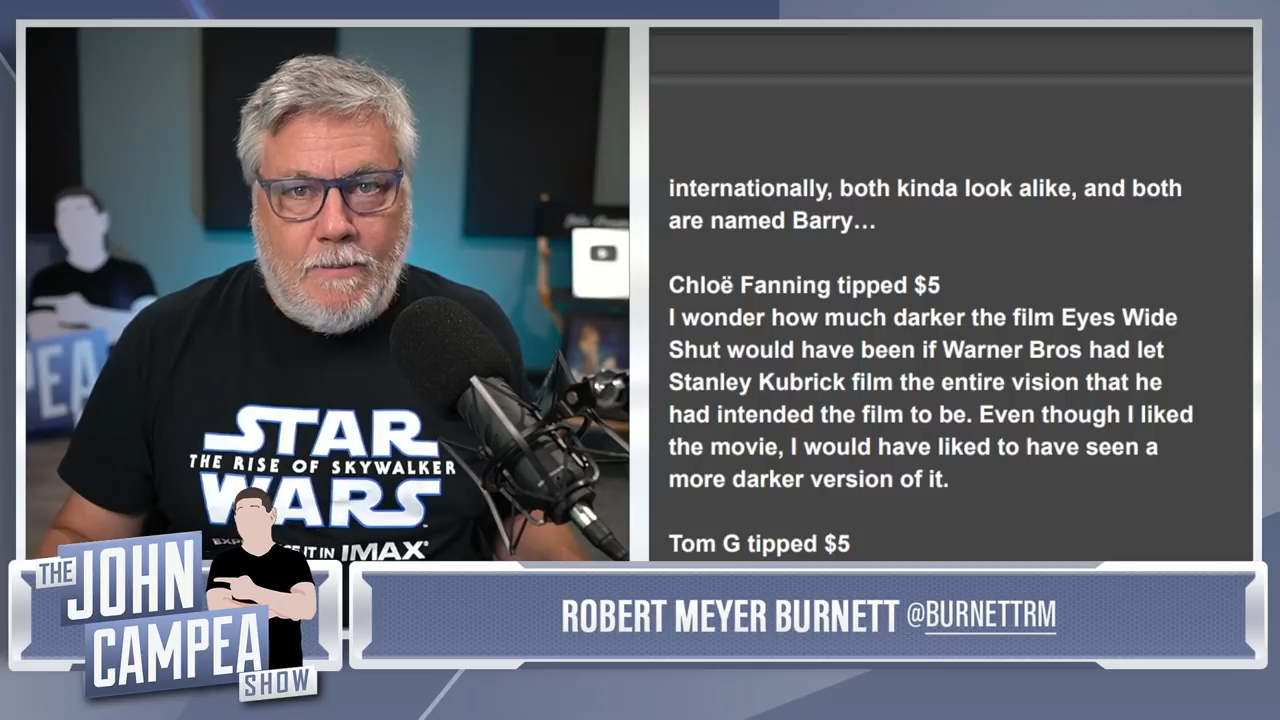 internationally, both kinda look alike, and both
are named Barry…
Chloë Fanning tipped $5
I wonder how much darker the film Eyes Wide
Shut would have been if Warner Bros had let
Stanley Kubrick film the entire vision that he
had intended the film to be. Even though I liked
the movie, I would have liked to have seen a
more darker version of it.
Tom G tipped $5
STAR
THE RISE OF SKYWALKER
WARS
IT IN IMAX
THE
JOHN
CAMPEA
SHOW
ROBERT MEYER BURNETT @BURNETTRM